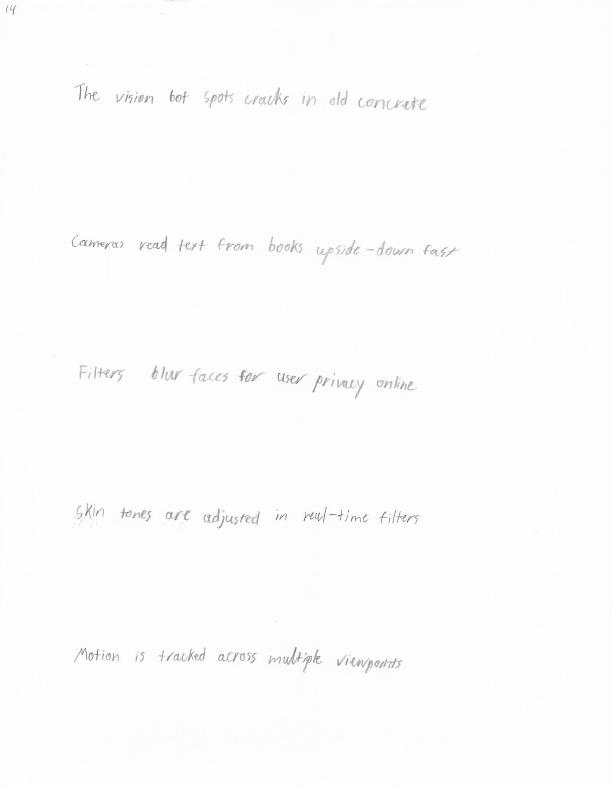 14
The vision bot spots cracks in old concrete
Cameras read text from books upside-down fast
Filters blur faces for user privacy online
Skin tones are adjusted in real-time filters
Motion is tracked across multiple viewpoints